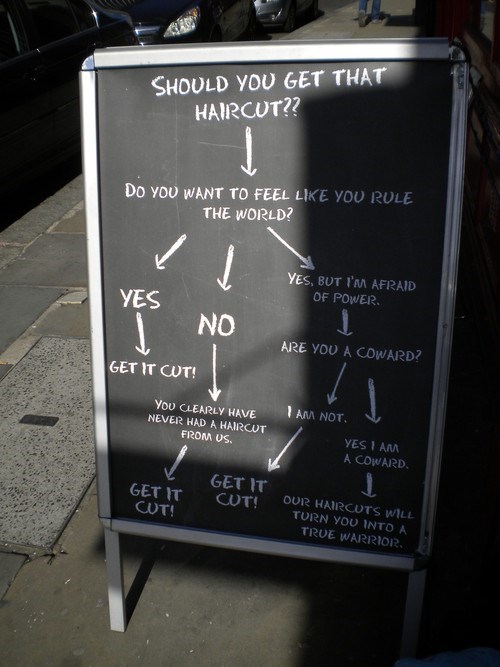 SHOULD YOU GET THAT
HAIRCUT??
DO YOU WANT TO FEEL LIKE YOU RULE
THE WORLD?
YES
NO
YES, BUT I'M AFRAID
OF POWER.
GET IT CUT!
ARE YOU A COWARD?
YOU CLEARLY HAVE
NEVER HAD A HAIRCUT
FROM US.
I AM NOT.
YES I AM
A COWARD.
GET IT
CUT!
GET IT
CUT!
OUR HAIRCUTS WILL
TURN YOU INTO A
TRUE WARRIOR.